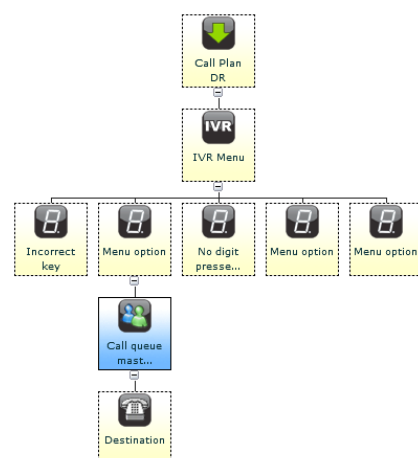 Call Plan
DR
IVR
IVR Menu
Incorrect
key
Menu option
No digit
presse...
Menu option
Menu option
Call queue
mast...
Destination